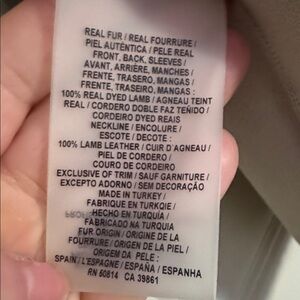 REAL FUR / REAL FOURRURE /
PIEL AUTÉNTICA / PELE REAL
FRONT, BACK, SLEEVES /
AVANT, ARRIÈRE, MANCHES /
FRENTE, TRASERO, MANGAS /
FRENTE, TRASEIRO, MANGAS :
100% REAL DYED LAMB / AGNEAU TEINT
REAL / CORDERO DOBLE FAZ TEÑIDO /
CORDEIRO DYED REAIS
NECKLINE / ENCOLURE /
ESCOTE / DECOTE :
100% LAMB LEATHER / CUIR D'AGNEAU /
PIEL DE CORDERO /
COURO DE CORDEIRO
EXCLUSIVE OF TRIM / SAUF GARNITURE /
EXCEPTO ADORNO / SEM DECORAÇÃO
MADE IN TURKEY /
FABRIQUE EN TURKQIE /
HECHO EN TURQUÍA /
FABRICADO NA TURQUIA
FUR ORIGIN / ORIGINE DE LA
FOURRURE / ORIGEN DE LA PIEL /
ORIGEM DA PELE :
SPAIN / L'ESPAGNE / ESPAÑA / ESPANHA
RN 50814 CA 39861